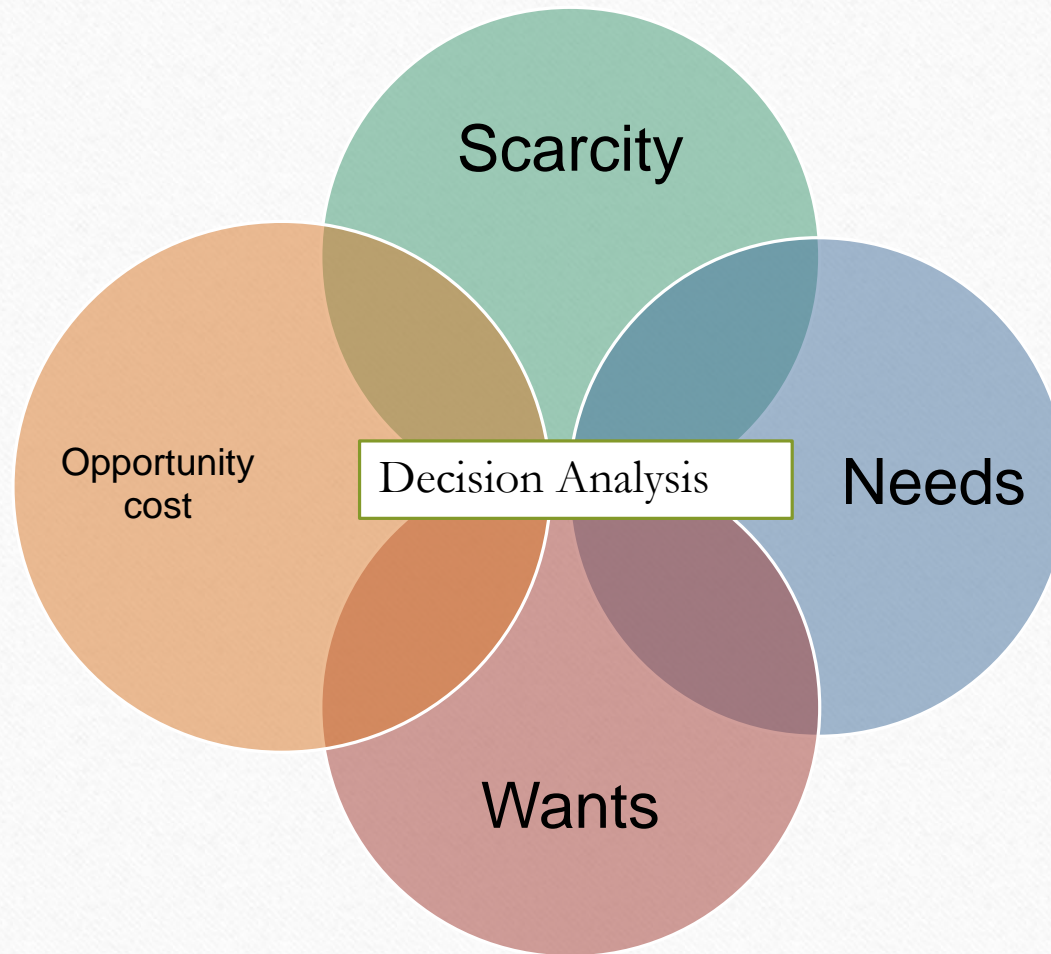 Scarcity
Opportunity
cost
Decision Analysis
Needs
Wants